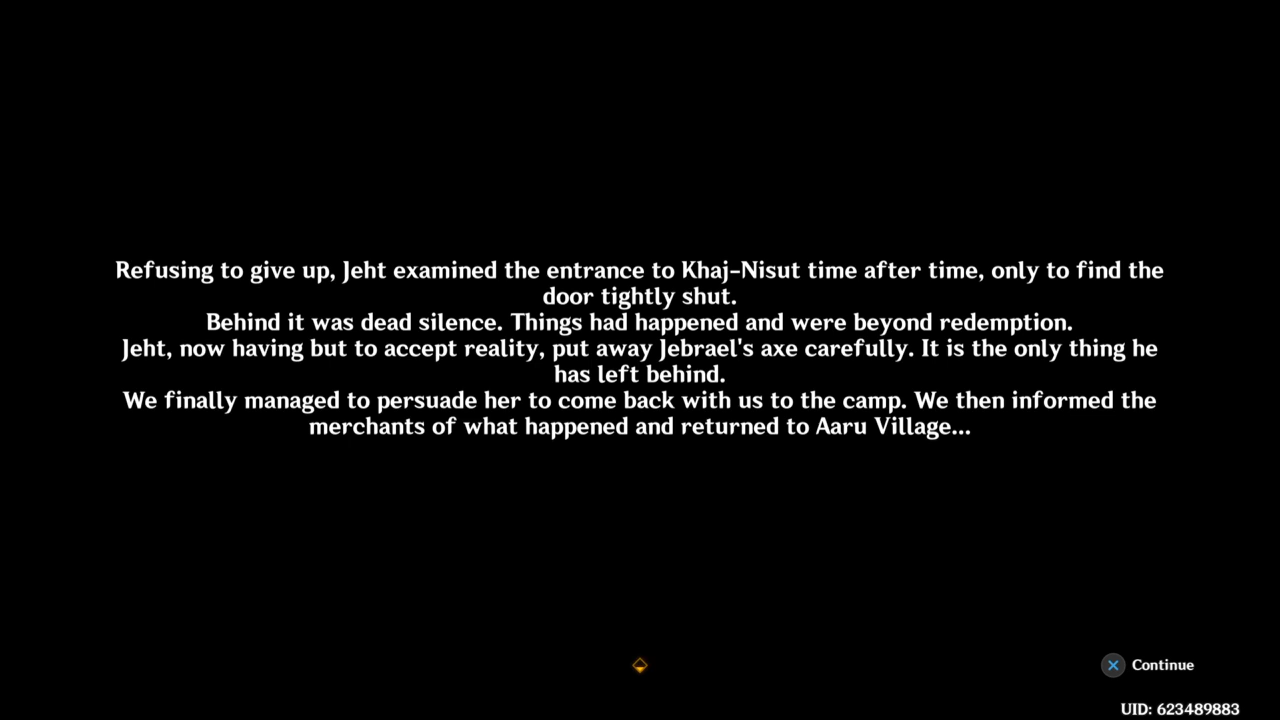 Refusing to give up, Jeht examined the entrance to Khaj-Nisut time after time, only to find the
door tightly shut.
Behind it was dead silence. Things had happened and were beyond redemption.
Jeht, now having but to accept reality, put away Jebrael's axe carefully. It is the only thing he
has left behind.
We finally managed to persuade her to come back with us to the camp. We then informed the
merchants of what happened and returned to Aaru Village...
Continue
UID: 623489883